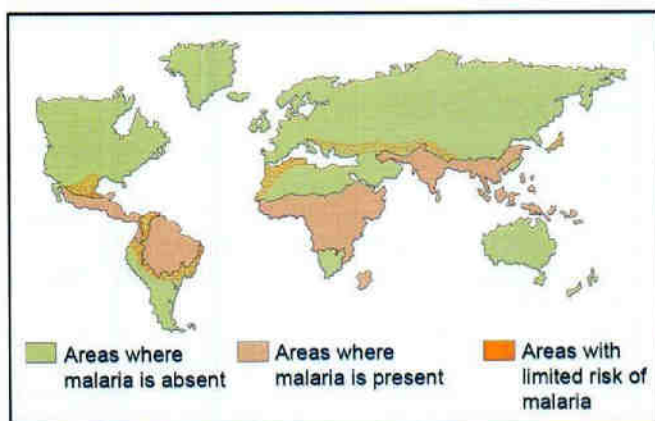 Areas where
malaria is absent
Areas where
malaria is present
Areas with
limited risk of
malaria